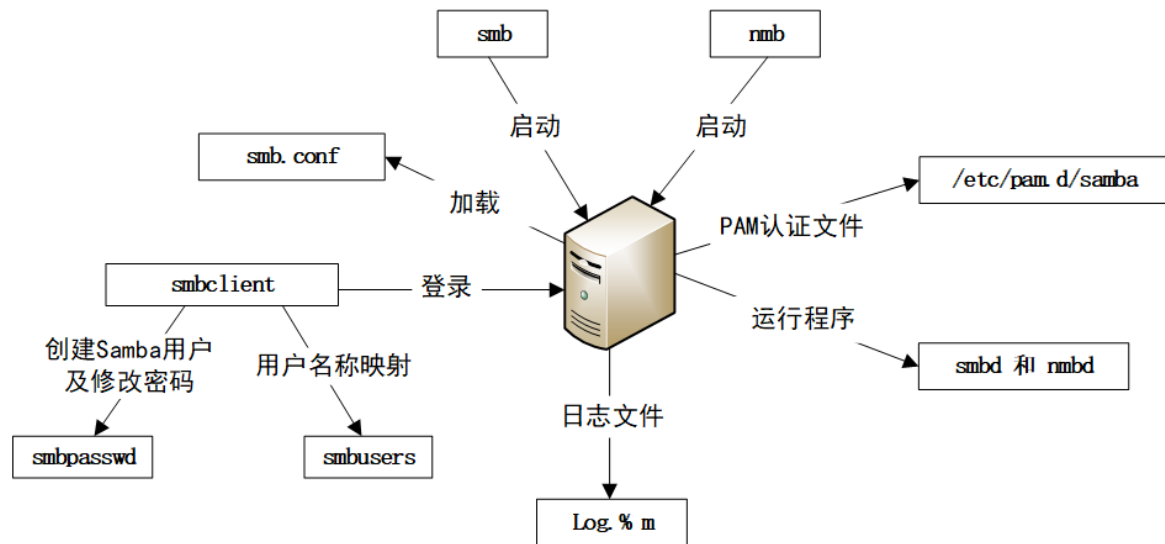 smb
nmb
启动
启动
smb.conf
加载
/etc/pam.d/samba
PAM认证文件
smbclient
登录
运行程序
创建Samba用户
及修改密码
用户名称映射
smbd 和 nmbd
日志文件
smbpasswd
smbusers
Log.% m